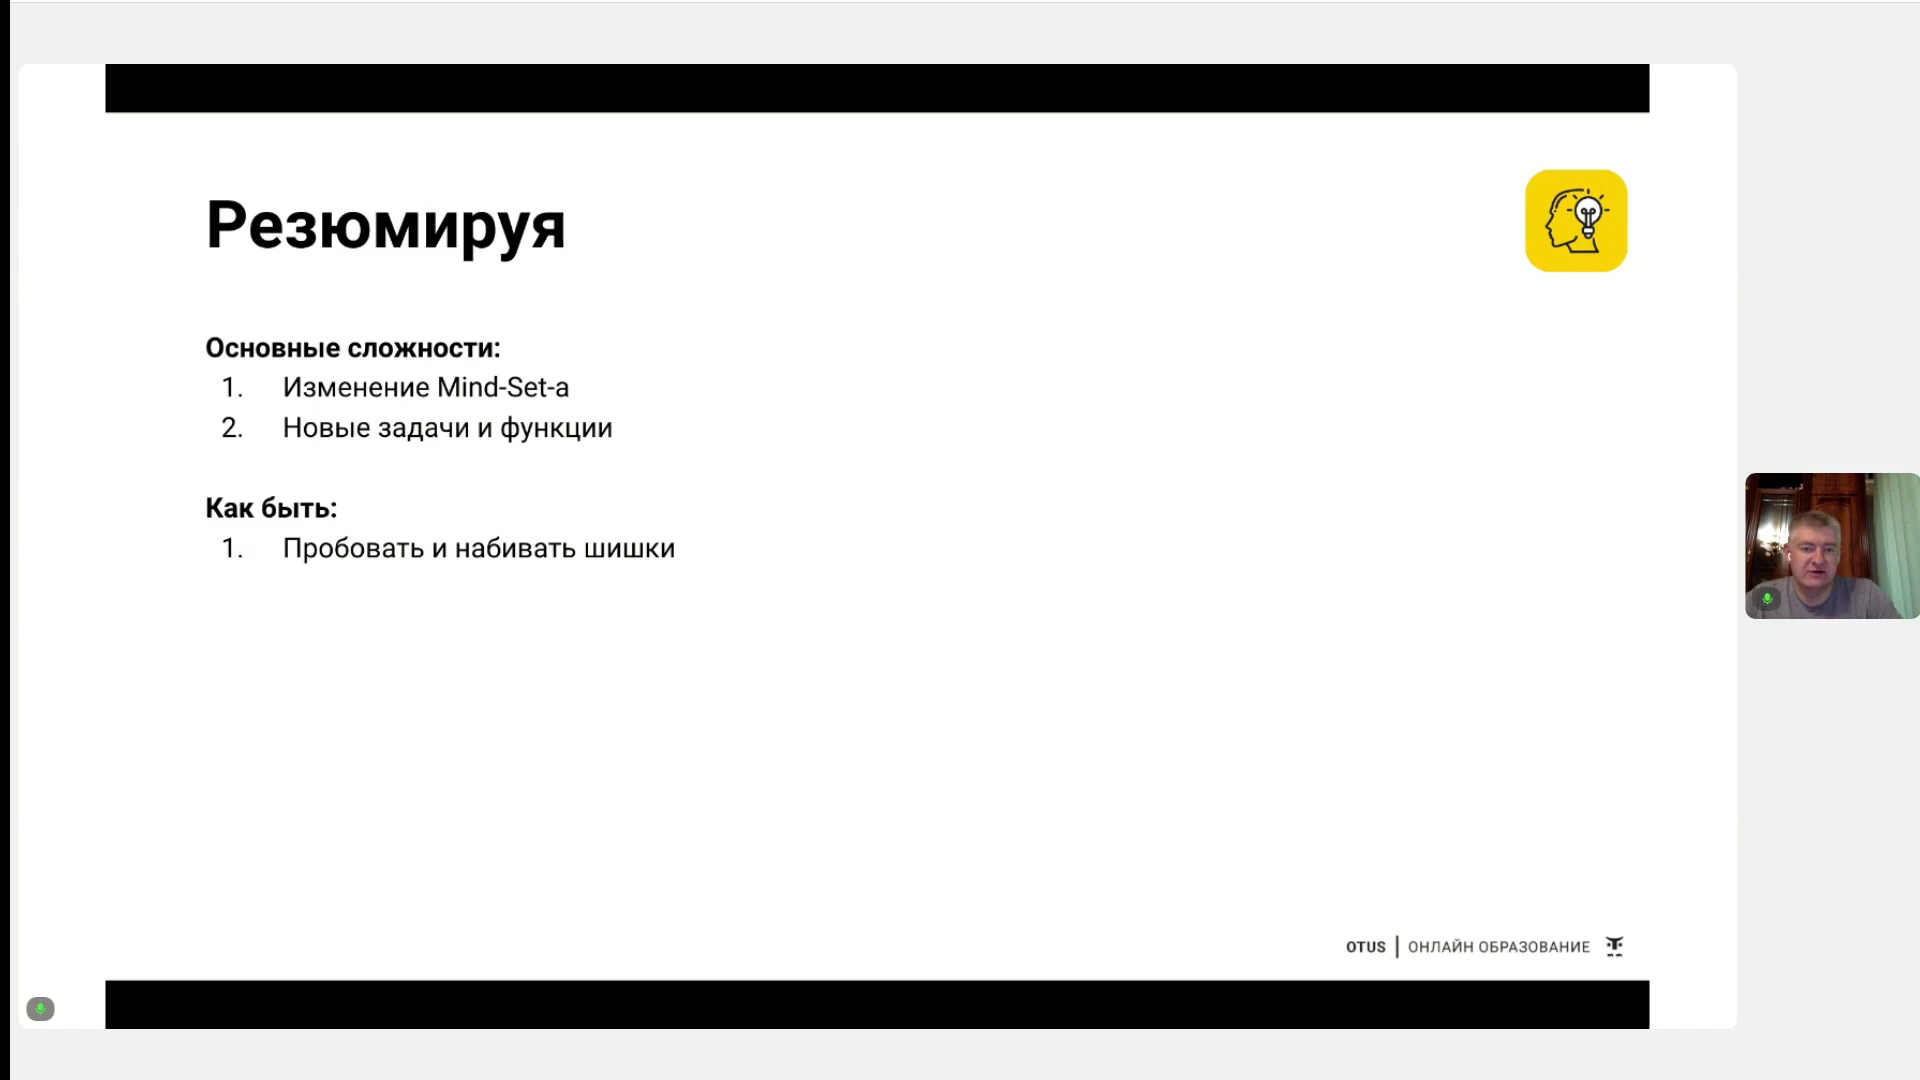 Резюмируя
Основные сложности:
1. Изменение Mind-Set-а
2. Новые задачи и функции
Как быть:
1. Пробовать и набивать шишки
OTUS | ОНЛАЙН ОБРАЗОВАНИЕ